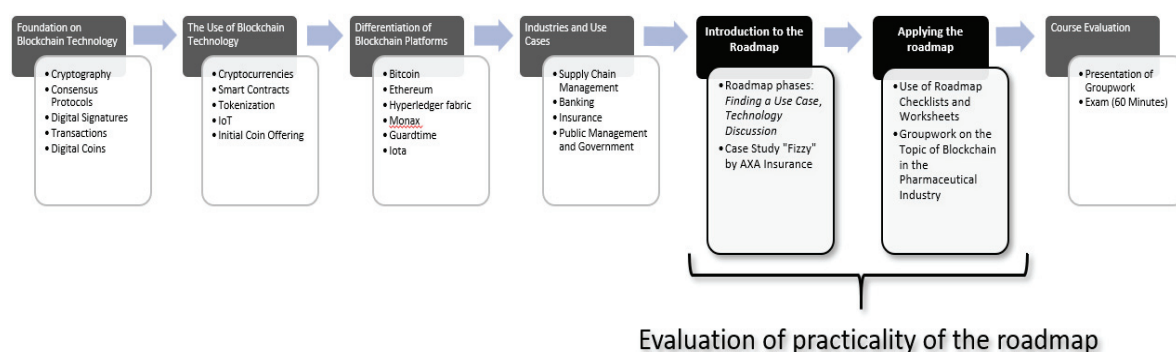 Foundation on
Blockchain Technology
• Cryptography
• Consensus
Protocols
• Digital Signatures
• Transactions
• Digital Coins
The Use of Blockchain
Technology
• Cryptocurrencies
• Smart Contracts
• Tokenization
• IoT
• Initial Coin Offering
Differentiation of
Blockchain Platforms
• Bitcoin
• Ethereum
• Hyperledger fabric
• Monax
• Guardtime
• Iota
Industries and Use
Cases
• Supply Chain
Management
• Banking
• Insurance
• Public Management
and Government
Introduction to the
Roadmap
• Roadmap phases:
Finding a Use Case,
Technology
Discussion
• Case Study "Fizzy"
by AXA Insurance
Applying the
roadmap
• Use of Roadmap
Checklists and
Worksheets
• Groupwork on the
Topic of Blockchain
in the
Pharmaceutical
Industry
Course Evaluation
• Presentation of
Groupwork
• Exam (60 Minutes)
Evaluation of practicality of the roadmap